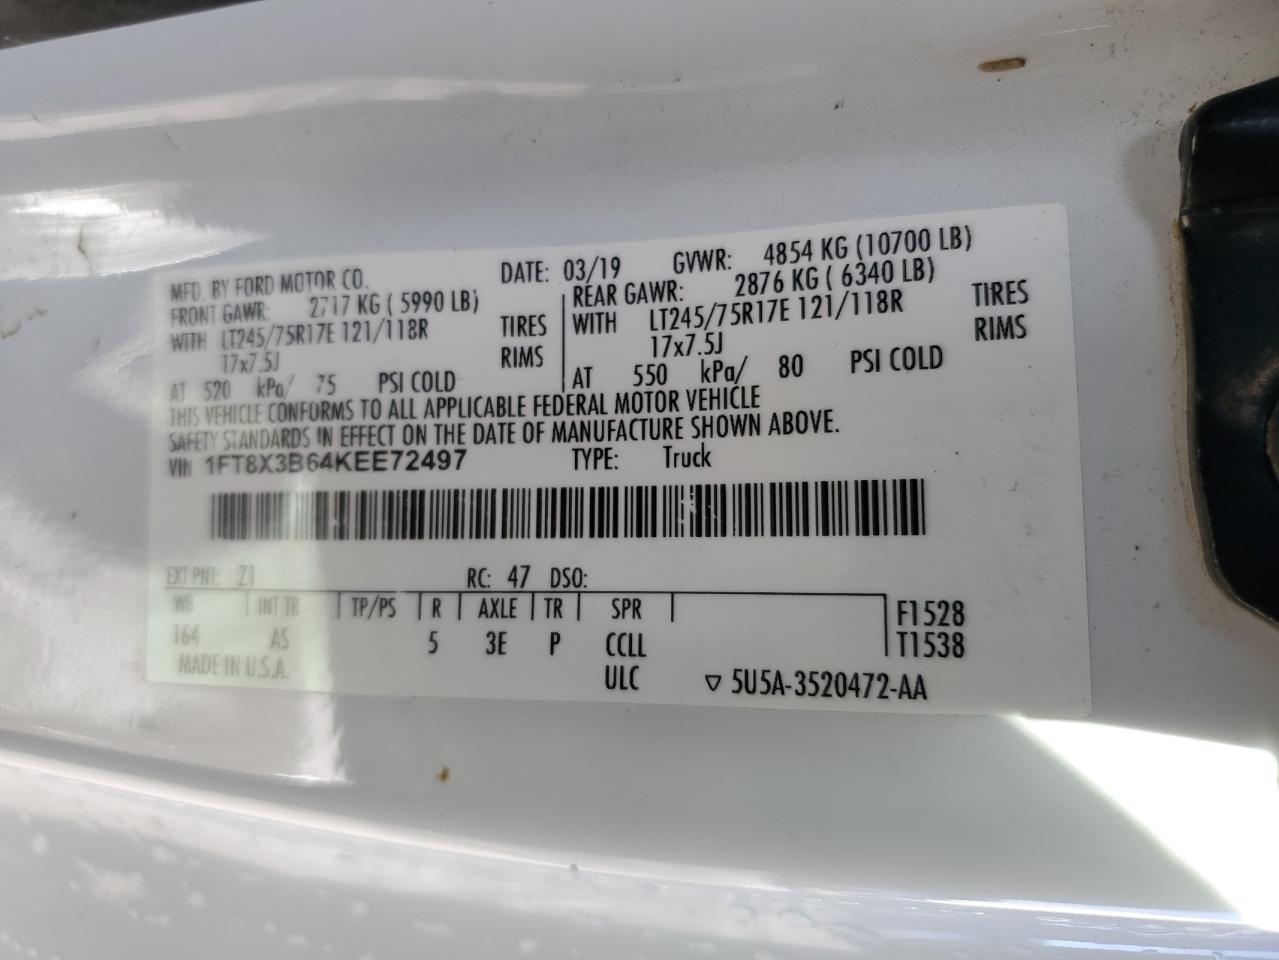 MFD. BY FORD MOTOR CO. DATE: 03/19 GVWR: 4854 KG (10700 LB)
FRONT GAWR: 2717 KG ( 5990 LB) REAR GAWR: 2876 KG ( 6340 LB)
WITH LT245/75R17E 121/118R TIRES WITH LT245/75R17E 121/118R TIRES
17x7.5J RIMS 17x7.5J RIMS
AT 520 kPa/ 75 PSI COLD AT 550 kPa/ 80 PSI COLD
THIS VEHICLE CONFORMS TO ALL APPLICABLE FEDERAL MOTOR VEHICLE
SAFETY STANDARDS IN EFFECT ON THE DATE OF MANUFACTURE SHOWN ABOVE.
VIN 1FT8X3B64KEE72497 TYPE: Truck
EXT PNT: Z1 RC: 47 DSO:
WB INT TR TP/PS R AXLE TR SPR F1528
164 AS 5 3E P CCLL T1538
MADE IN U.S.A. ULC ▽ 5U5A-3520472-AA